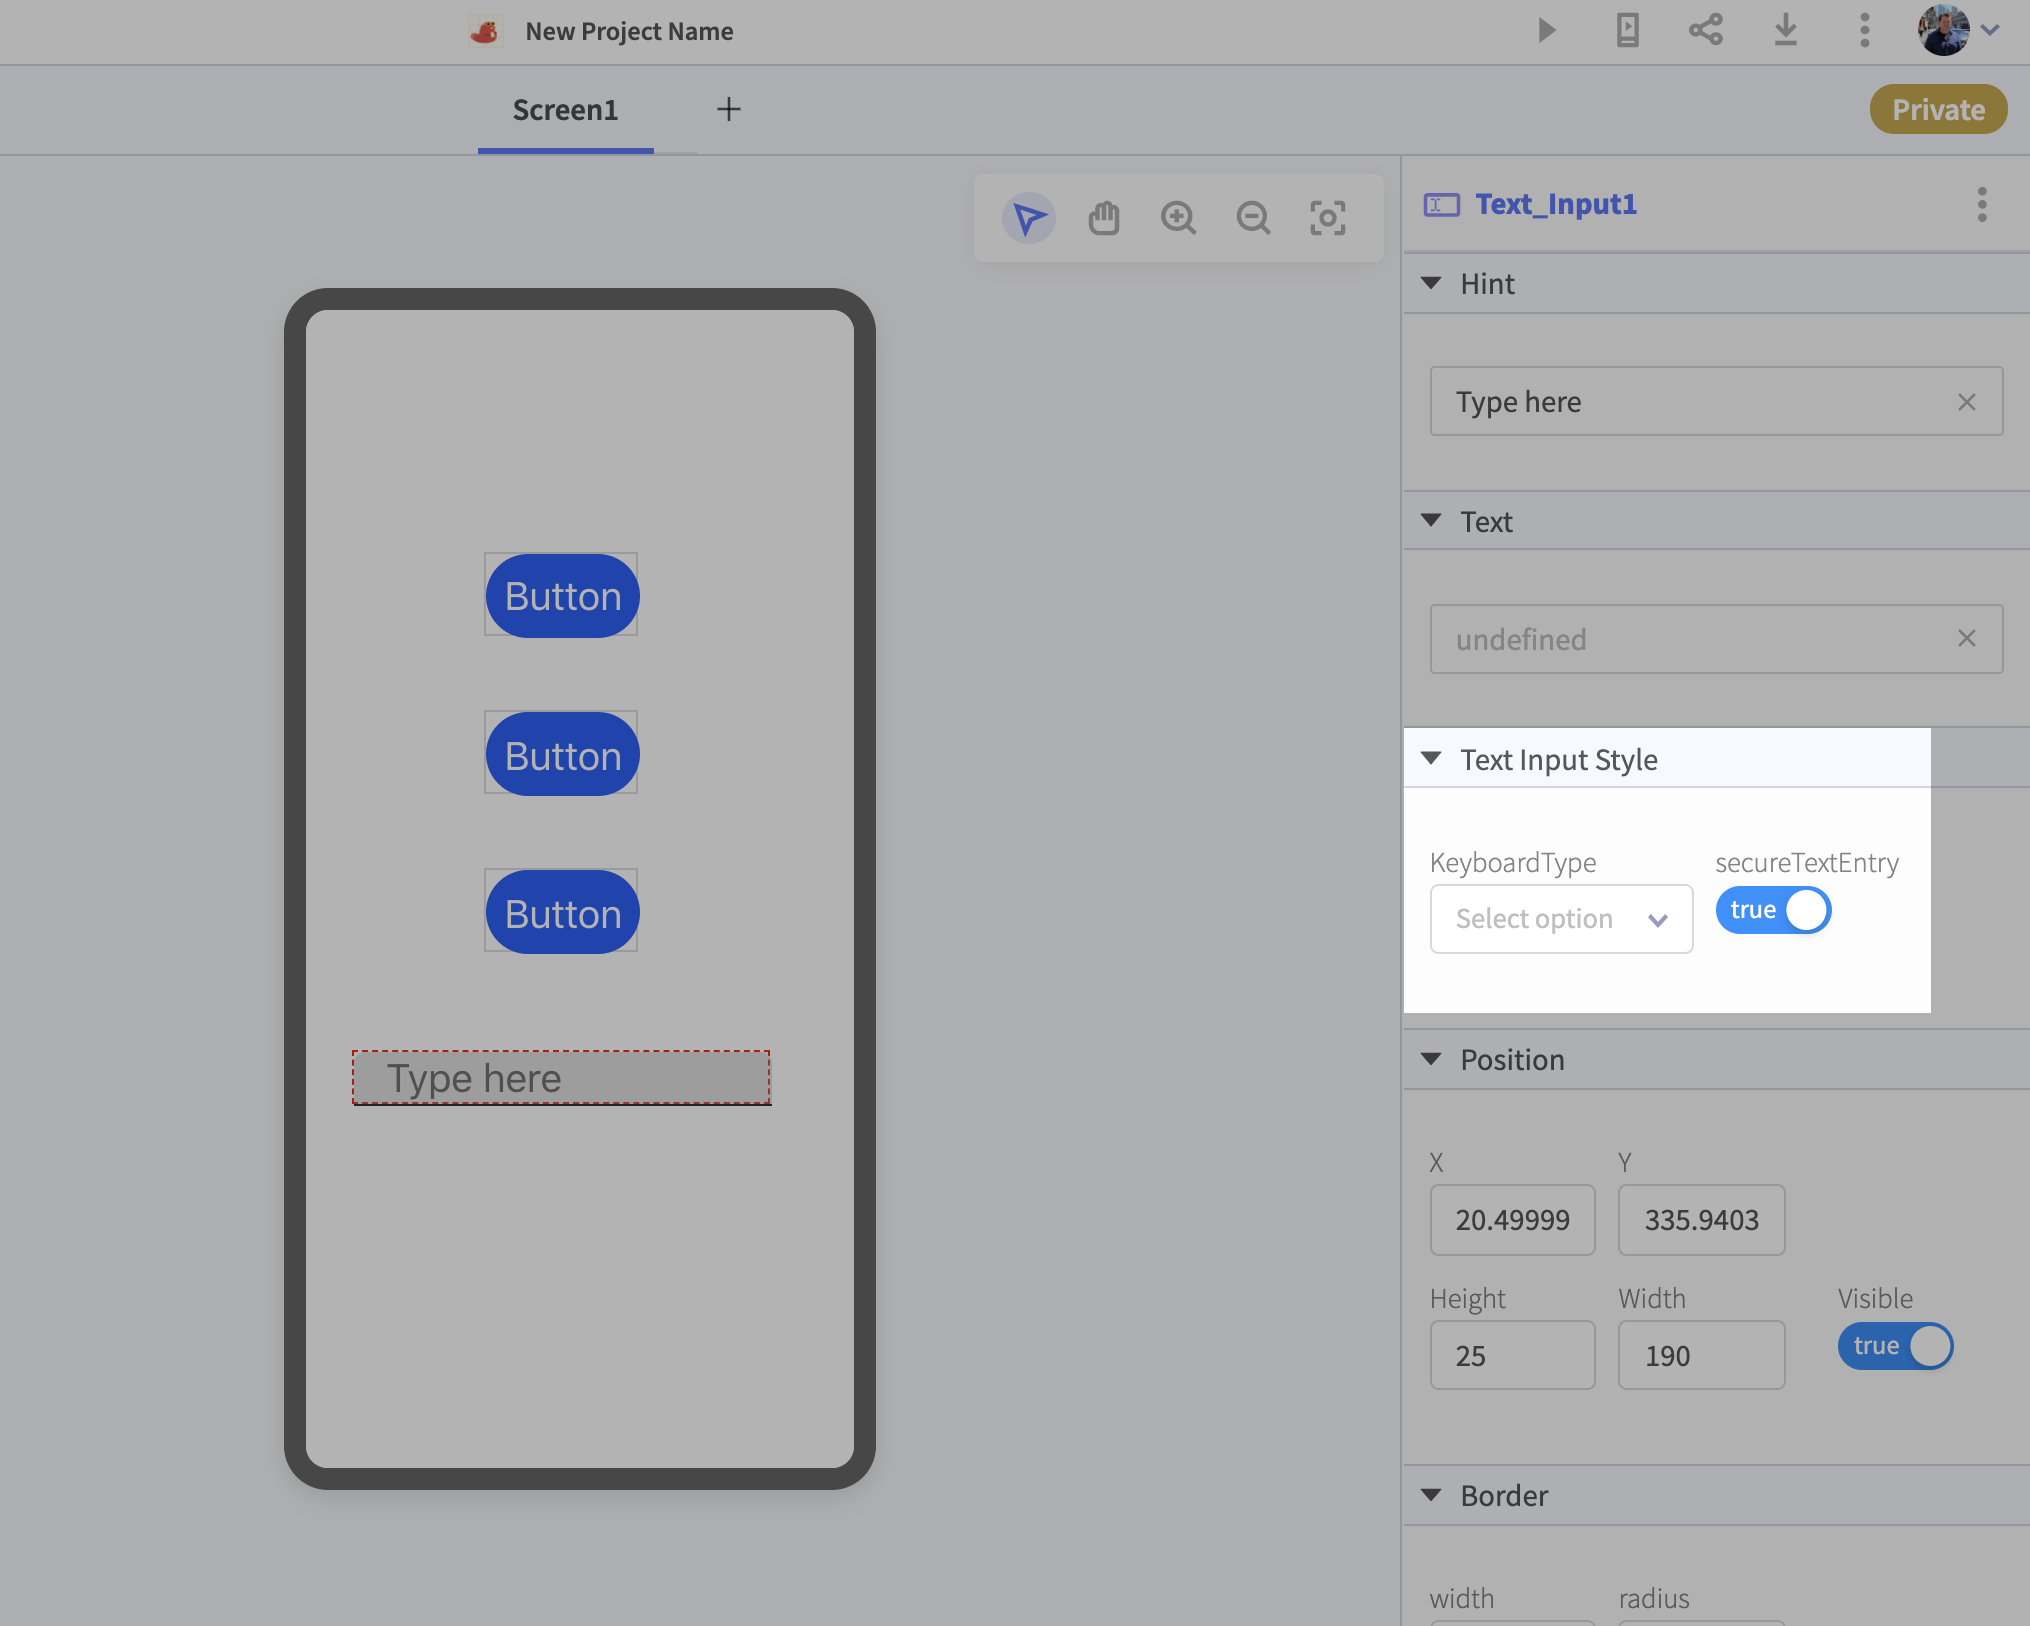 New Project Name
Screen1
Private
Text_Input1
Hint
Type here
Text
undefined
Text Input Style
KeyboardType
secureTextEntry
Select option
true
Position
X
Y
20.49999
335.9403
Height
Width
Visible
25
190
true
Border
width
radius
Button
Button
Button
Type here